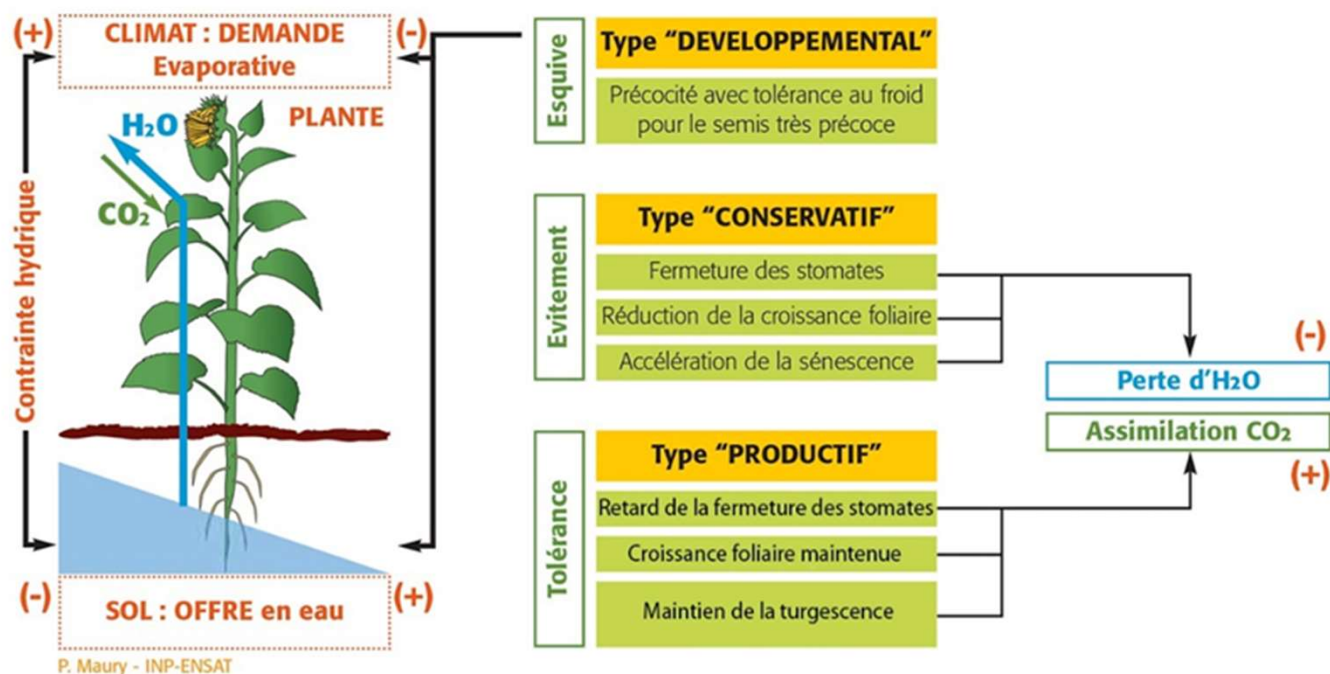 (+)
CLIMAT : DEMANDE
Evaporative
(-)
H₂O
CO₂
PLANTE
Contrainte hydrique
(-)
SOL : OFFRE en eau
(+)
P. Maury - INP-ENSAT
Esquive
Type “DEVELOPPEMENTAL”
Précocité avec tolérance au froid
pour le semis très précoce
Evitement
Type “CONSERVATIF”
Fermeture des stomates
Réduction de la croissance foliaire
Accélération de la sénescence
Tolérance
Type “PRODUCTIF”
Retard de la fermeture des stomates
Croissance foliaire maintenue
Maintien de la turgescence
(-)
Perte d’H₂O
Assimilation CO₂
(+)